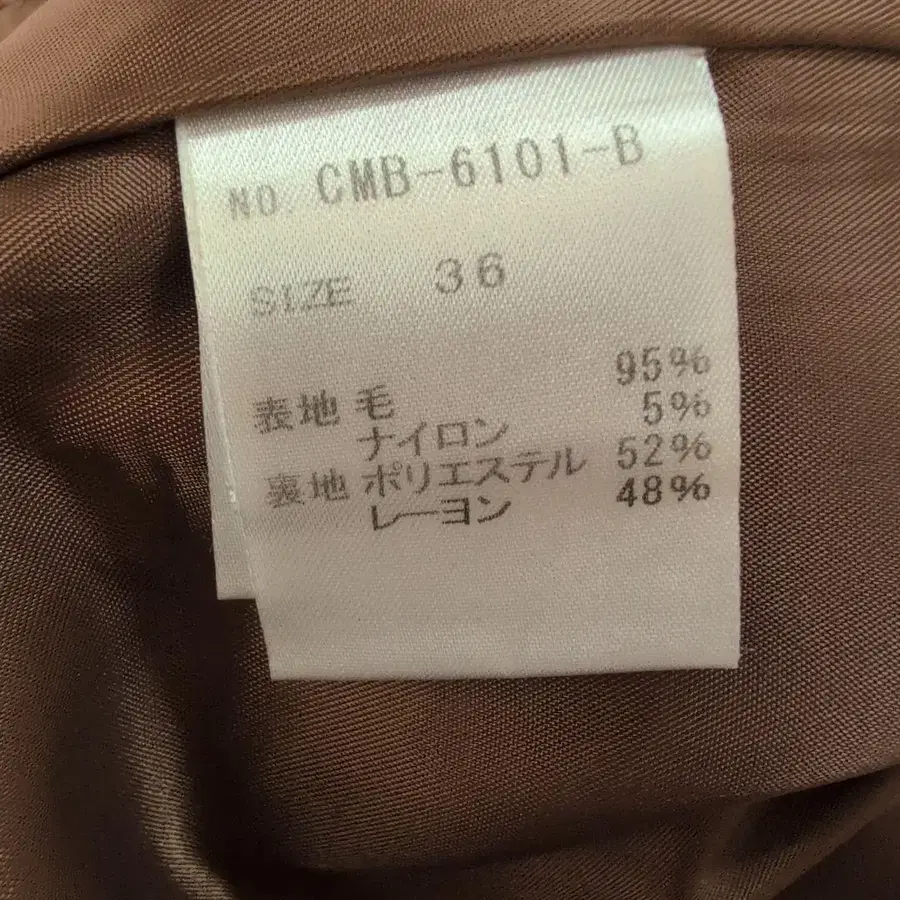 NO. CMB-6101-B
SIZE 36
表地 毛 95%
ナイロン 5%
裏地 ポリエステル 52%
レーヨン 48%